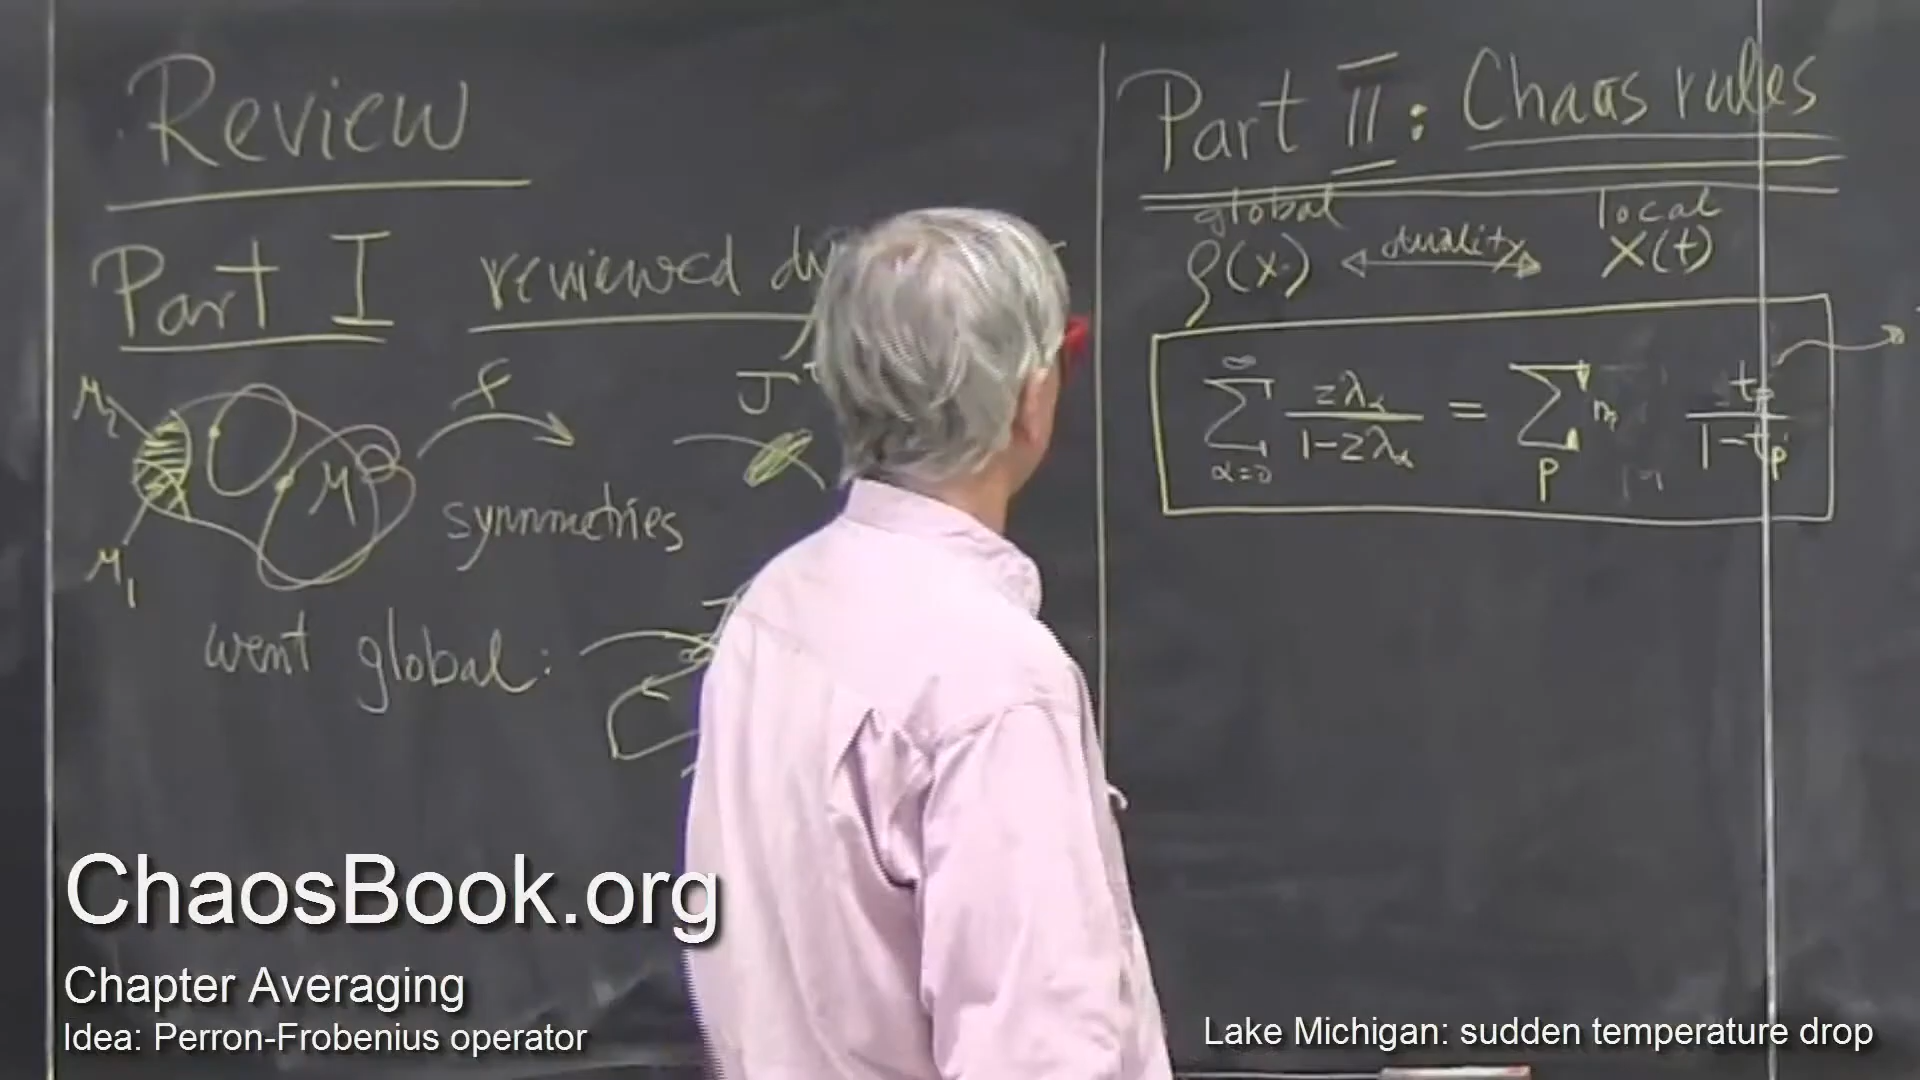 Review
Part I reviewed
M₂
f
J
M
M₁
symmetries
went global:
Part II: Chaos rules
global local
ρ(x) duality x(t)
∞
∑ zλα / 1-zλα = ∑ n / 1-tp
α=0 p
ChaosBook.org
Chapter Averaging
Idea: Perron-Frobenius operator
Lake Michigan: sudden temperature drop